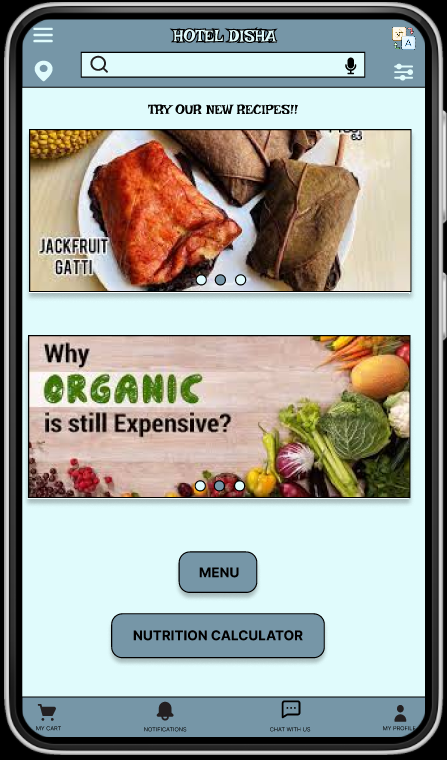 HOTEL DISHA
A
TRY OUR NEW RECIPES!!
JACKFRUIT
GATTI
Why
ORGANIC
is still Expensive?
MENU
NUTRITION CALCULATOR
MY CART
NOTIFICATIONS
CHAT WITH US
MY PROFILE